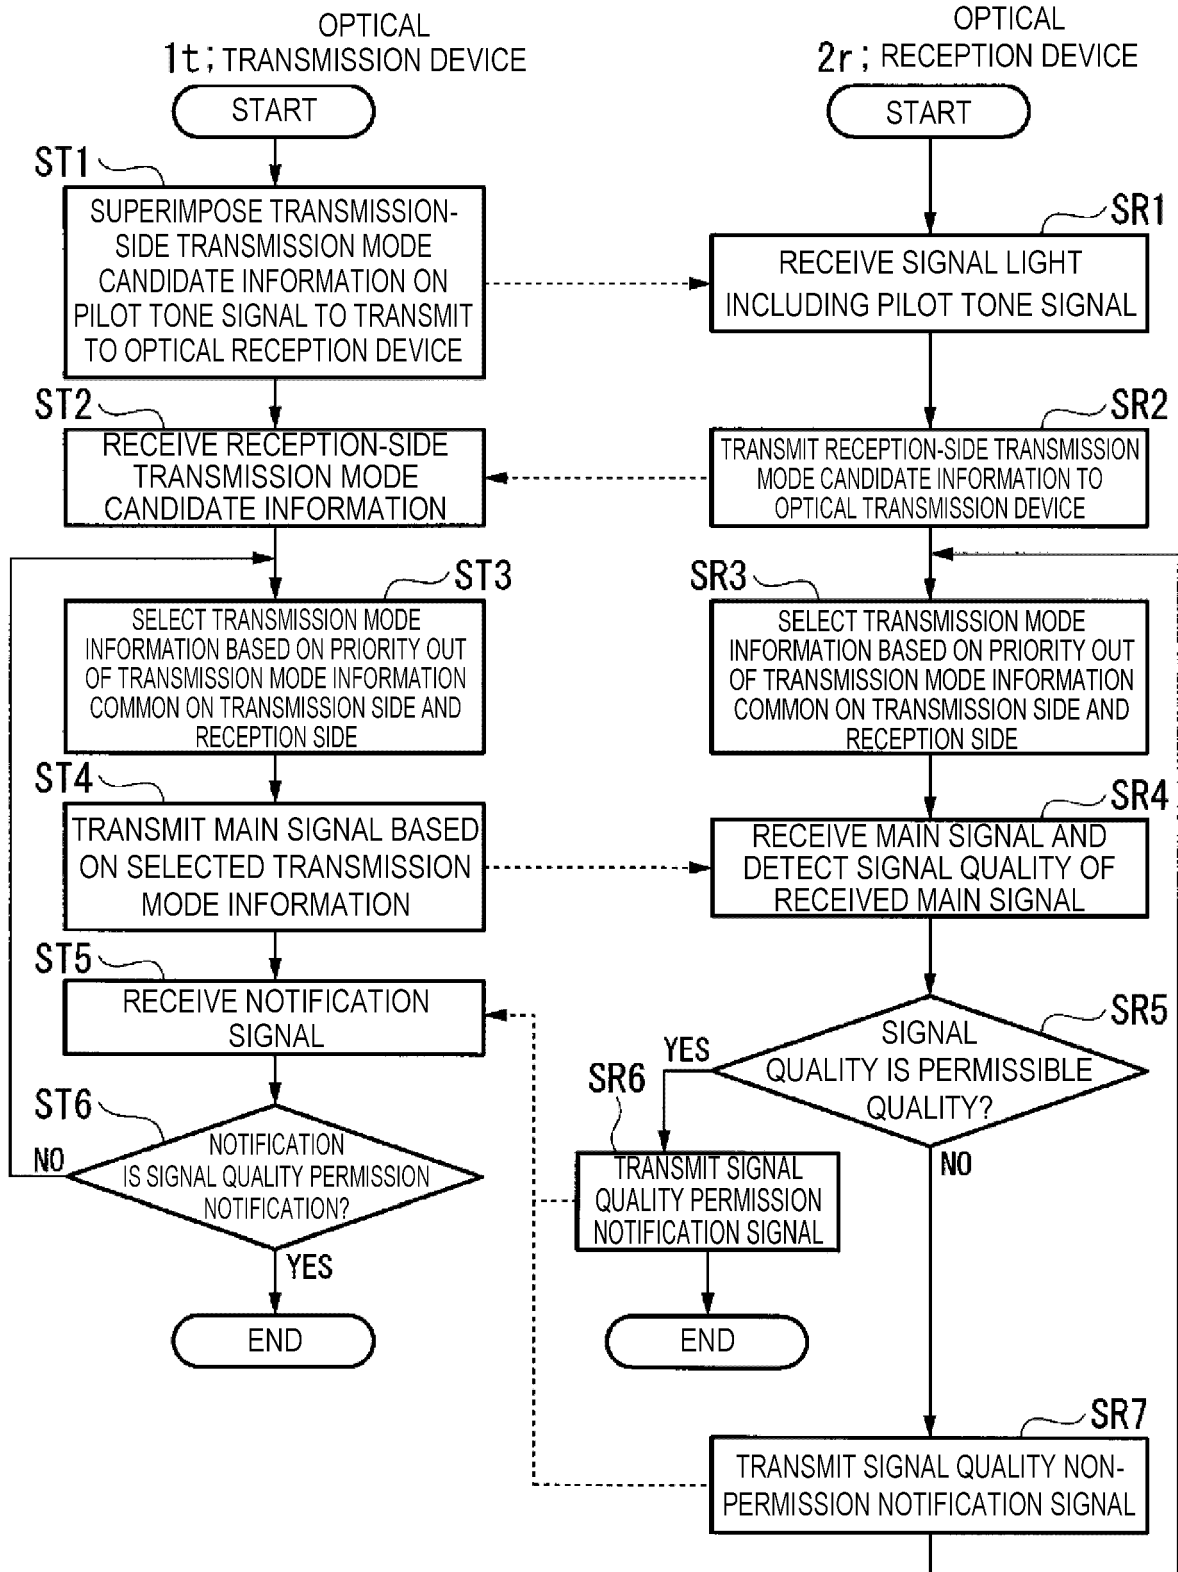 OPTICAL
1t; TRANSMISSION DEVICE
START
ST1
SUPERIMPOSE TRANSMISSION-
SIDE TRANSMISSION MODE
CANDIDATE INFORMATION ON
PILOT TONE SIGNAL TO TRANSMIT
TO OPTICAL RECEPTION DEVICE
ST2
RECEIVE RECEPTION-SIDE
TRANSMISSION MODE
CANDIDATE INFORMATION
ST3
SELECT TRANSMISSION MODE
INFORMATION BASED ON PRIORITY OUT
OF TRANSMISSION MODE INFORMATION
COMMON ON TRANSMISSION SIDE AND
RECEPTION SIDE
ST4
TRANSMIT MAIN SIGNAL BASED
ON SELECTED TRANSMISSION
MODE INFORMATION
ST5
RECEIVE NOTIFICATION
SIGNAL
ST6
NOTIFICATION
IS SIGNAL QUALITY PERMISSION
NOTIFICATION?
NO
YES
END
OPTICAL
2r; RECEPTION DEVICE
START
SR1
RECEIVE SIGNAL LIGHT
INCLUDING PILOT TONE SIGNAL
SR2
TRANSMIT RECEPTION-SIDE TRANSMISSION
MODE CANDIDATE INFORMATION TO
OPTICAL TRANSMISSION DEVICE
SR3
SELECT TRANSMISSION MODE
INFORMATION BASED ON PRIORITY OUT
OF TRANSMISSION MODE INFORMATION
COMMON ON TRANSMISSION SIDE AND
RECEPTION SIDE
SR4
RECEIVE MAIN SIGNAL AND
DETECT SIGNAL QUALITY OF
RECEIVED MAIN SIGNAL
SR5
SIGNAL
QUALITY IS PERMISSIBLE
QUALITY?
YES
NO
SR6
TRANSMIT SIGNAL
QUALITY PERMISSION
NOTIFICATION SIGNAL
END
SR7
TRANSMIT SIGNAL QUALITY NON-
PERMISSION NOTIFICATION SIGNAL